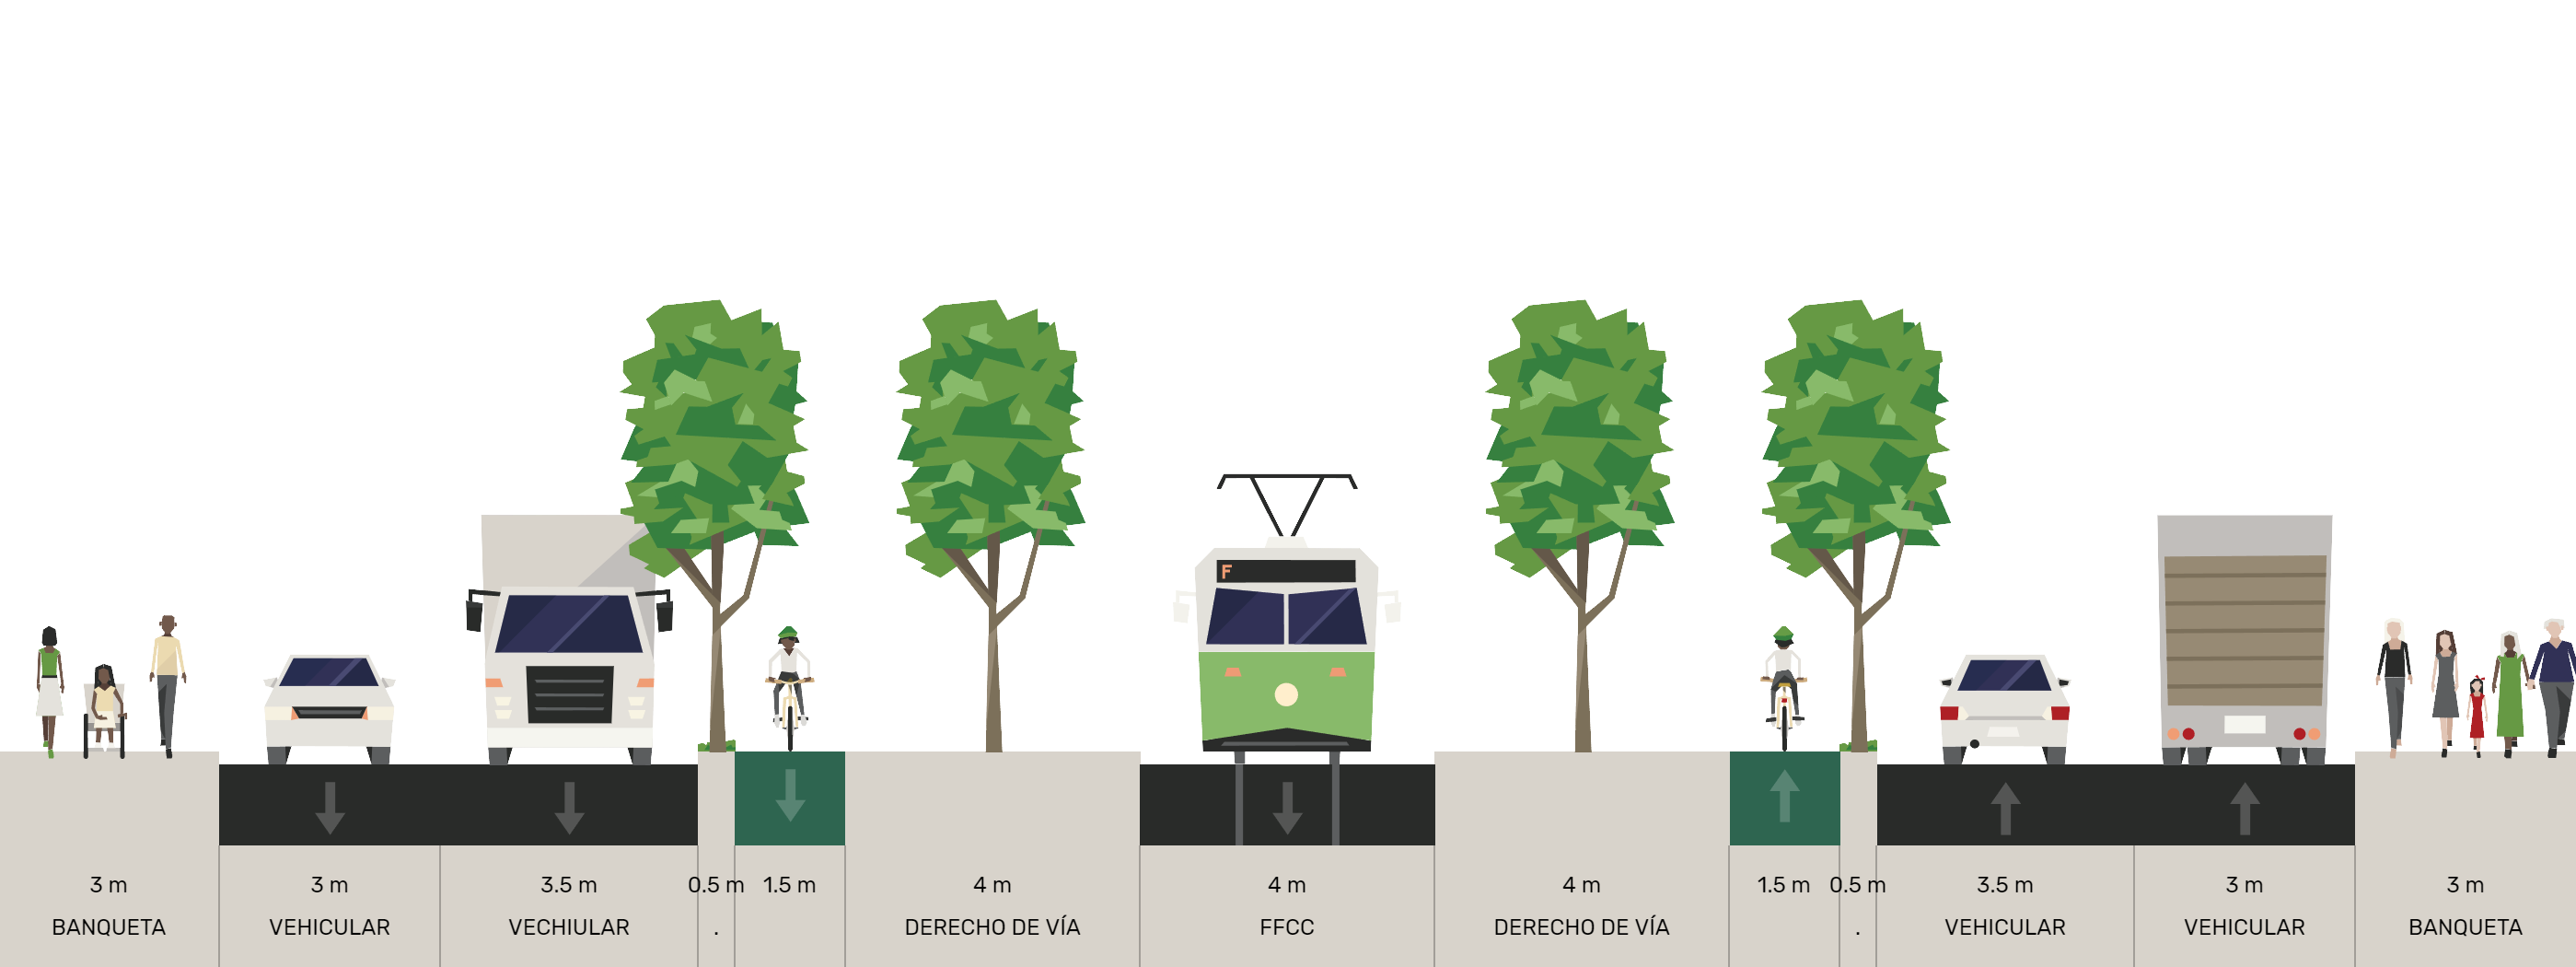 F
3 m
3 m
3.5 m
0.5 m
1.5 m
4 m
4 m
4 m
1.5 m
0.5 m
3.5 m
3 m
3 m
BANQUETA
VEHICULAR
VECHIULAR
.
DERECHO DE VÍA
FFCC
DERECHO DE VÍA
.
VEHICULAR
VEHICULAR
BANQUETA